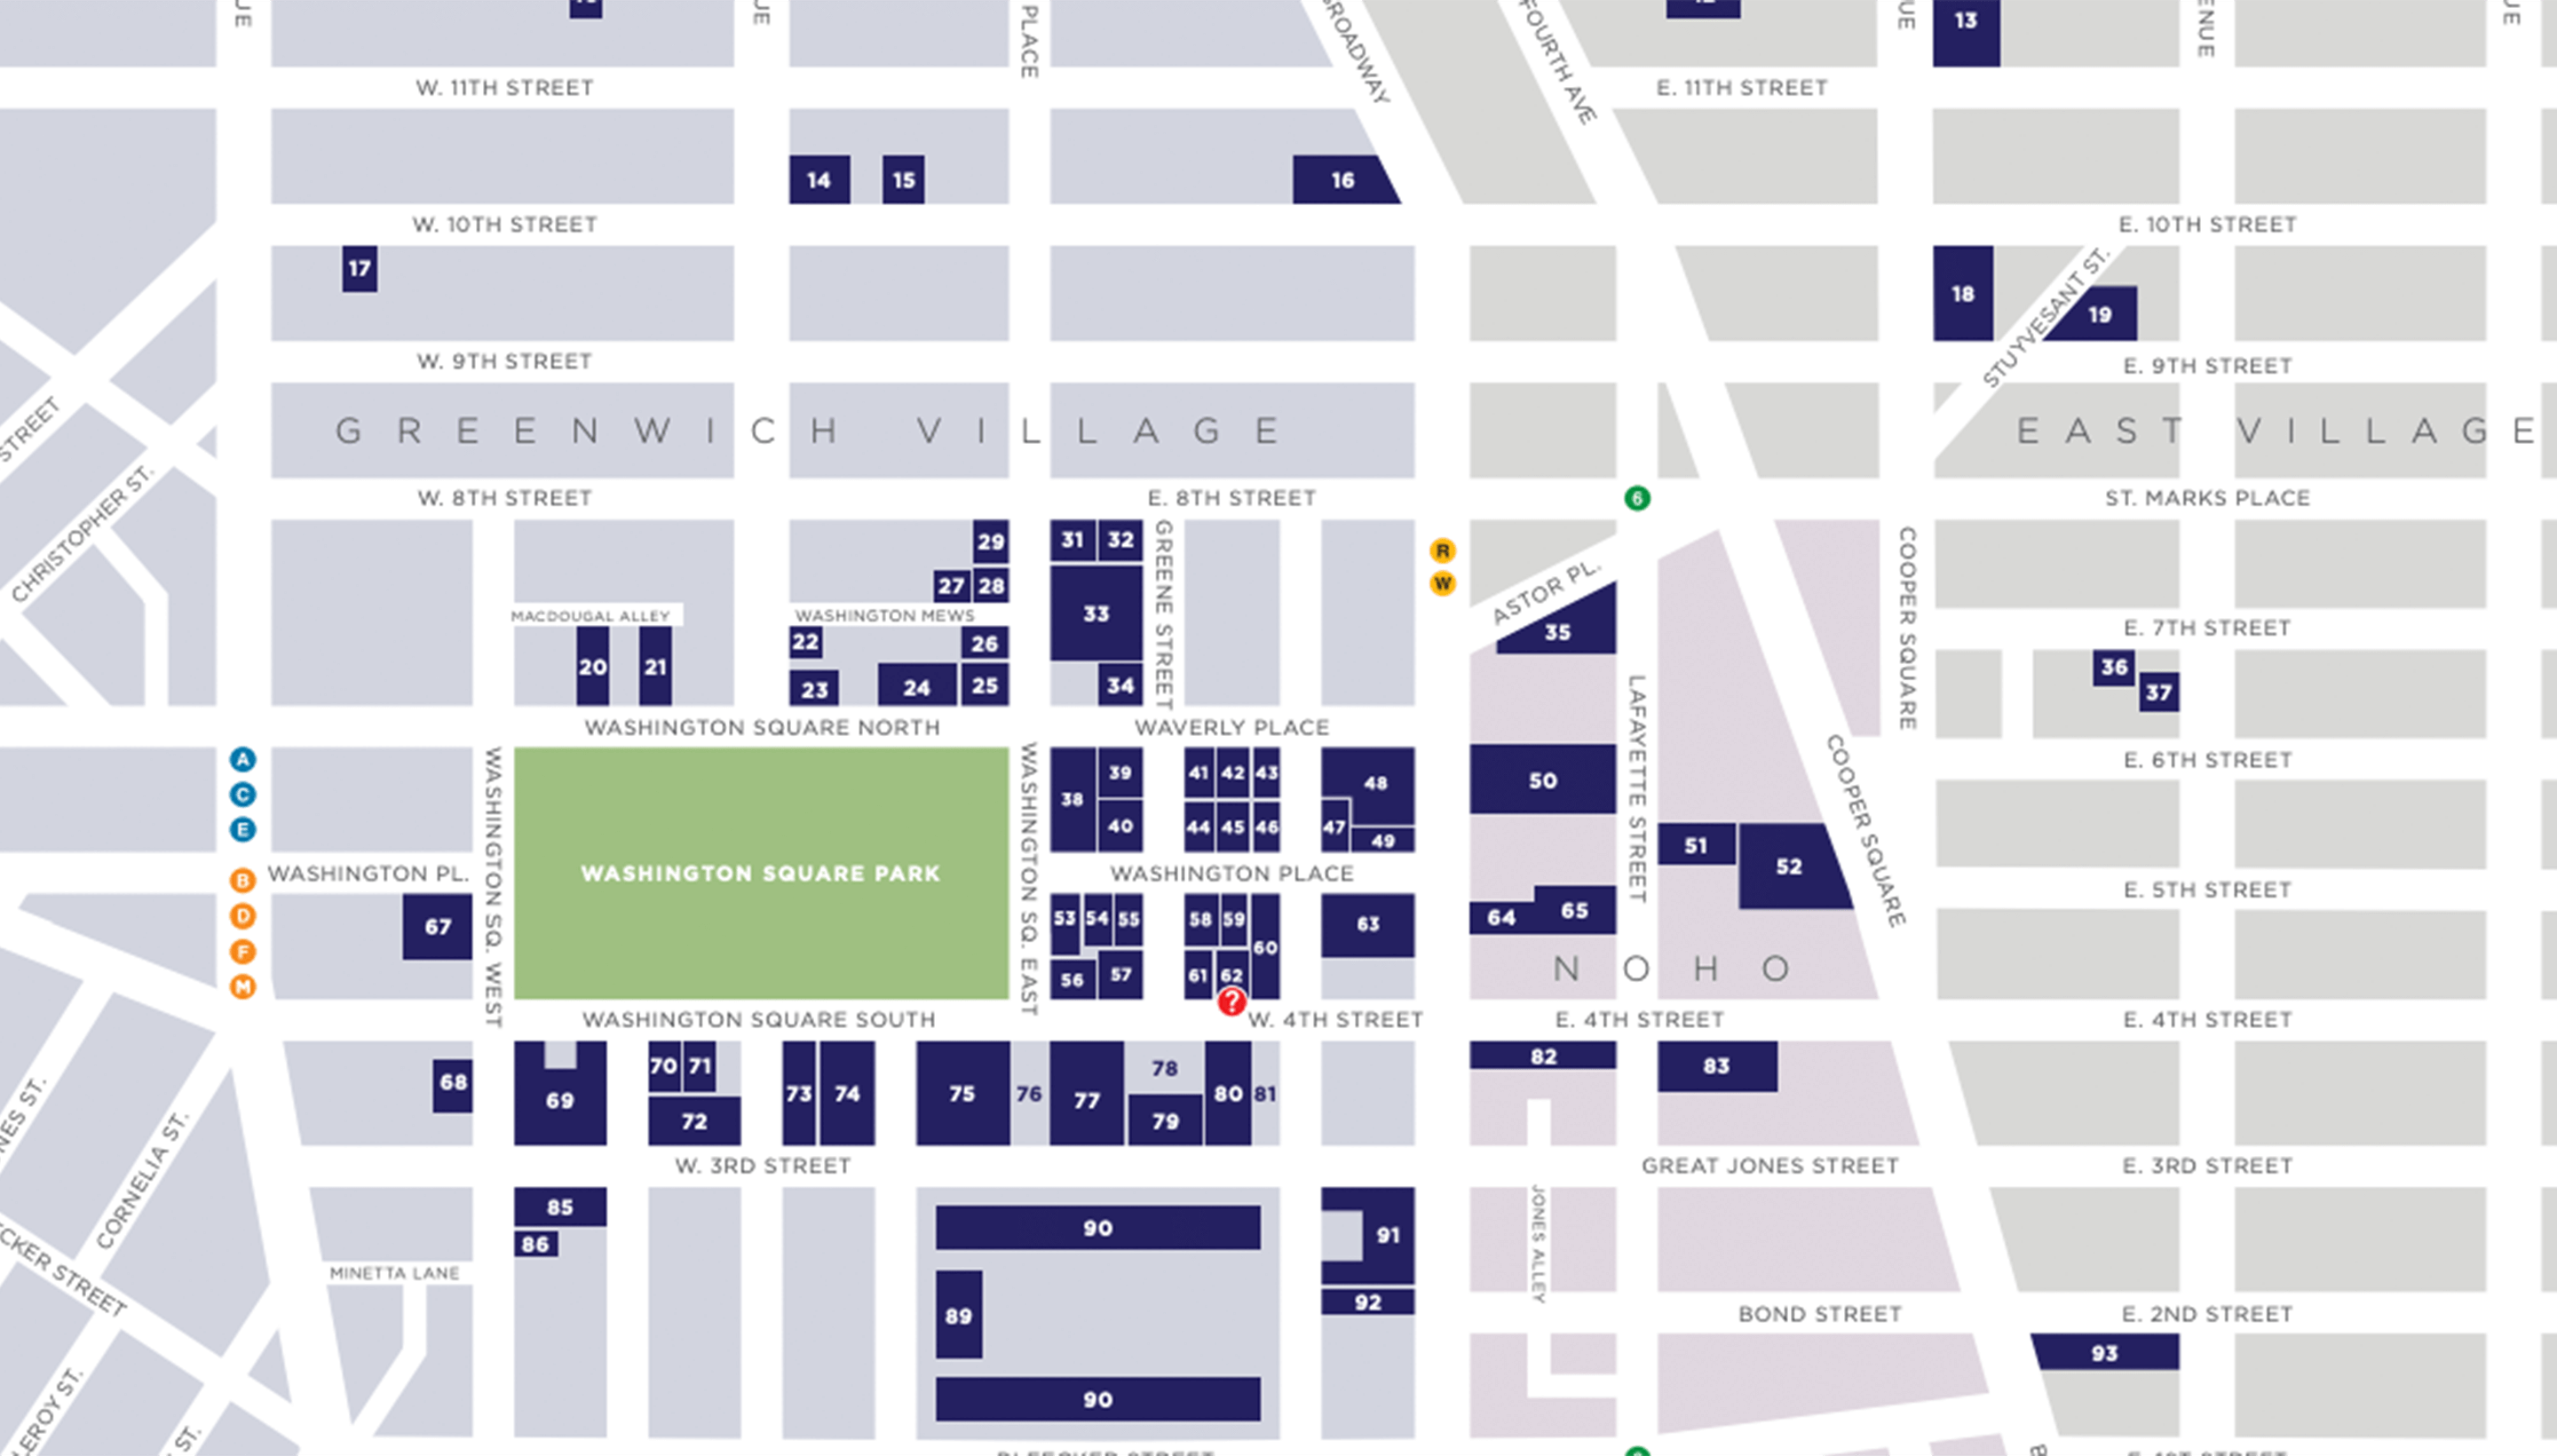 UE
UE
PLACE
BROADWAY
FOURTH AVE
UE
13
ENUE
UE
W. 11TH STREET
E. 11TH STREET
14
15
16
W. 10TH STREET
E. 10TH STREET
17
18
STUYVESANT ST.
19
W. 9TH STREET
E. 9TH STREET
STREET
GREENWICH VILLAGE
EAST VILLAGE
CHRISTOPHER ST.
W. 8TH STREET
E. 8TH STREET
6
ST. MARKS PLACE
29
31
32
GREENE STREET
R
W
COOPER SQUARE
27
28
ASTOR PL.
MACDOUGAL ALLEY
WASHINGTON MEWS
33
35
E. 7TH STREET
22
26
20
21
23
24
25
34
LAFAYETTE STREET
36
37
WASHINGTON SQUARE NORTH
WAVERLY PLACE
A
C
E
WASHINGTON SQ. WEST
WASHINGTON SQ. EAST
38
39
40
41
42
43
44
45
46
47
48
49
50
COOPER SQUARE
E. 6TH STREET
51
52
B
D
F
M
WASHINGTON PL.
WASHINGTON SQUARE PARK
WASHINGTON PLACE
E. 5TH STREET
67
53
54
55
56
57
58
59
60
61
62
?
63
64
65
NOHO
WASHINGTON SQUARE SOUTH
W. 4TH STREET
E. 4TH STREET
E. 4TH STREET
68
69
70
71
72
73
74
75
76
77
78
79
80
81
82
83
NES ST.
CORNELIA ST.
W. 3RD STREET
GREAT JONES STREET
E. 3RD STREET
85
86
90
91
JONES ALLEY
CKER STREET
MINETTA LANE
89
92
BOND STREET
E. 2ND STREET
93
90
LEROY ST.
ST.